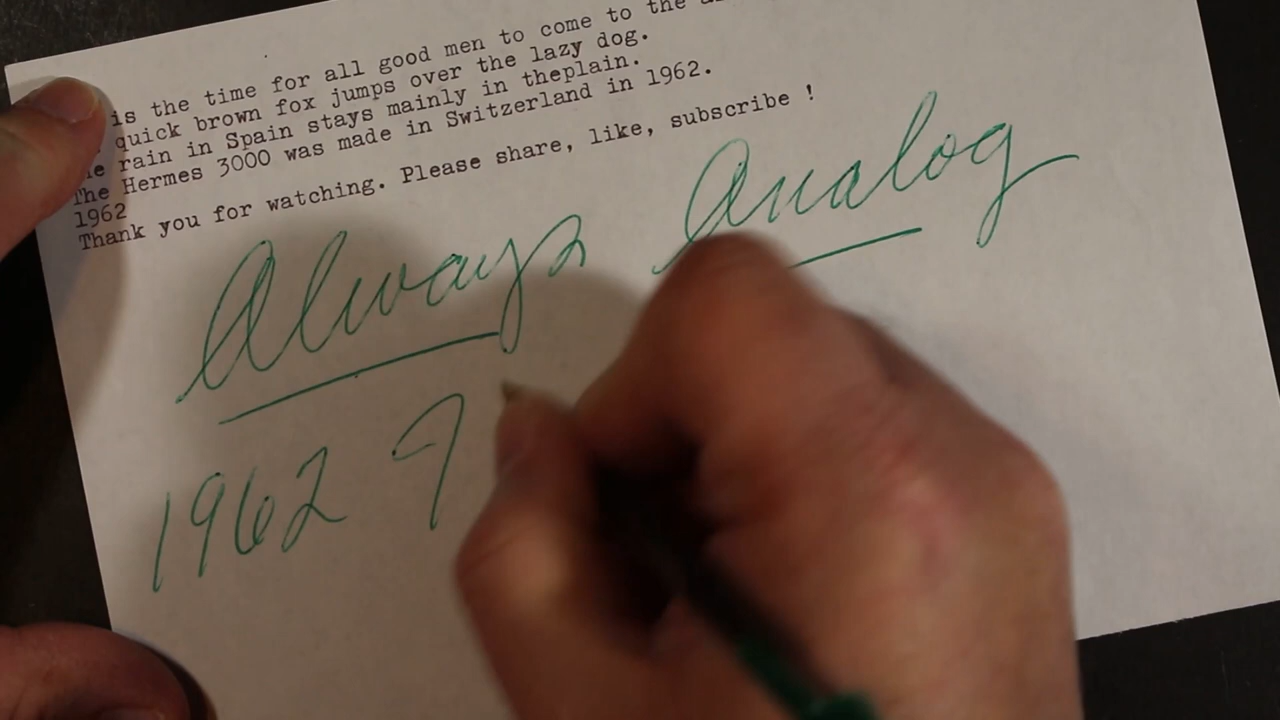 is the time for all good men to come to the
quick brown fox jumps over the lazy dog.
rain in Spain stays mainly in theplain.
The Hermes 3000 was made in Switzerland in 1962.
1962
Thank you for watching. Please share, like, subscribe !
Always Analog
1962